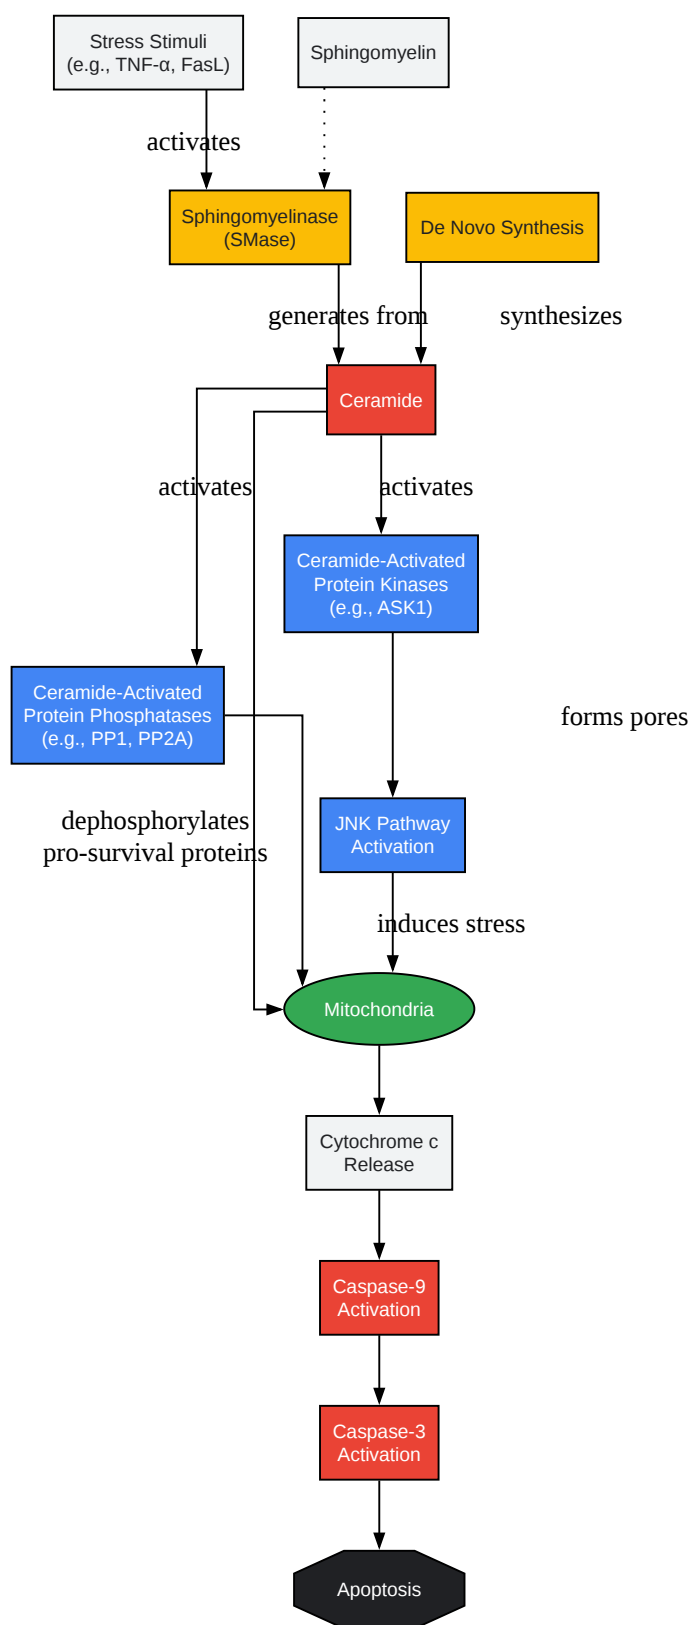 Stress Stimuli
(e.g., TNF-α, FasL)
Sphingomyelin
activates
Sphingomyelinase
(SMase)
De Novo Synthesis
generates from
synthesizes
Ceramide
activates
activates
Ceramide-Activated
Protein Kinases
(e.g., ASK1)
Ceramide-Activated
Protein Phosphatases
(e.g., PP1, PP2A)
forms pores
dephosphorylates
pro-survival proteins
JNK Pathway
Activation
induces stress
Mitochondria
Cytochrome c
Release
Caspase-9
Activation
Caspase-3
Activation
Apoptosis